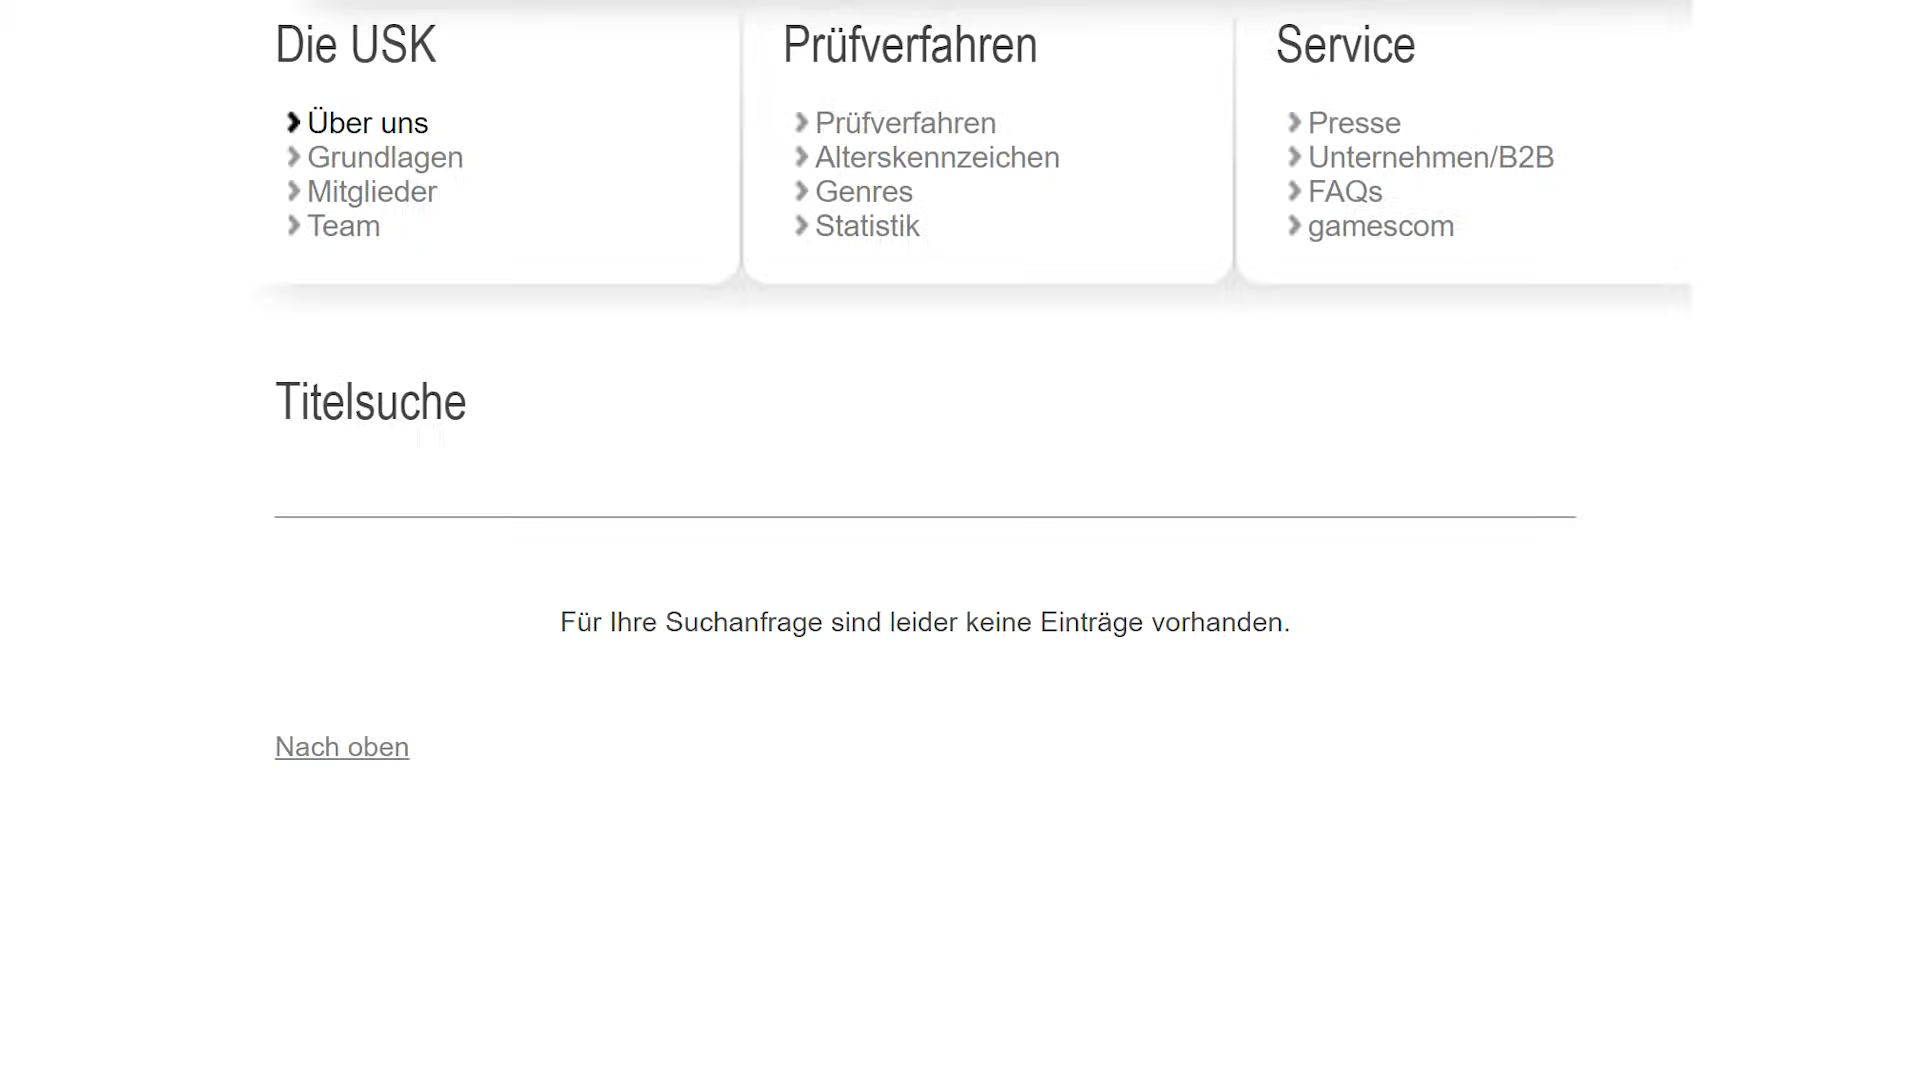 Die USK
Über uns
Grundlagen
Mitglieder
Team
Prüfverfahren
Prüfverfahren
Alterskennzeichen
Genres
Statistik
Service
Presse
Unternehmen/B2B
FAQs
gamescom
Titelsuche
Für Ihre Suchanfrage sind leider keine Einträge vorhanden.
Nach oben